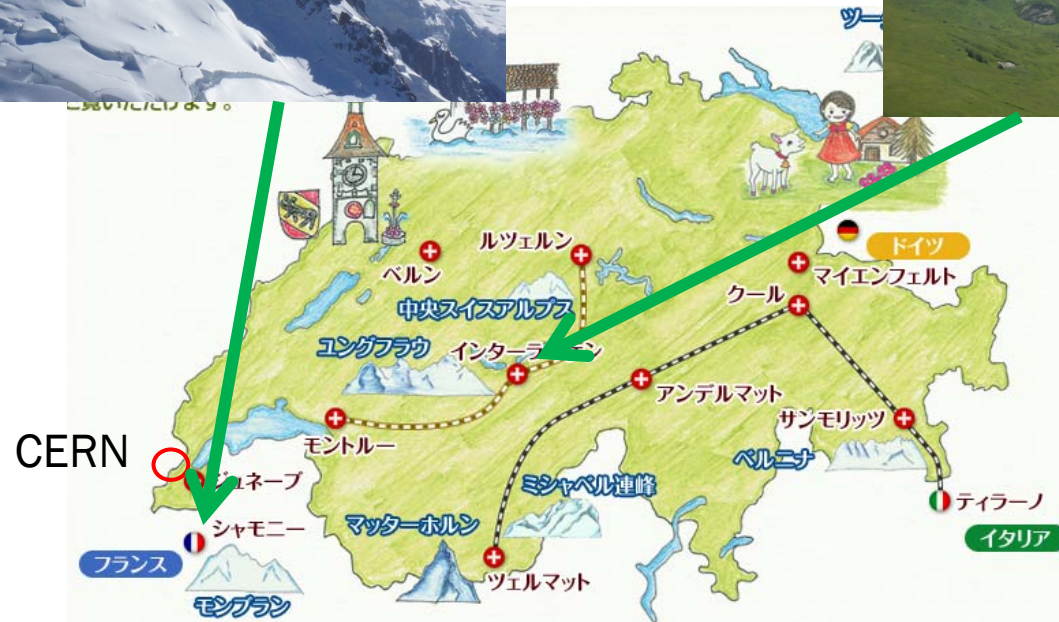 ご覧いただけます。
ツー
ルツェルン
ドイツ
ベルン
マイエンフェルト
クール
中央スイスアルプス
ユングフラウ
インターラ ン
アンデルマット
サンモリッツ
モントルー
CERN
ベルニナ
ジュネーブ
ミシャベル連峰
ティラーノ
シャモニー
マッターホルン
イタリア
フランス
ツェルマット
モンブラン